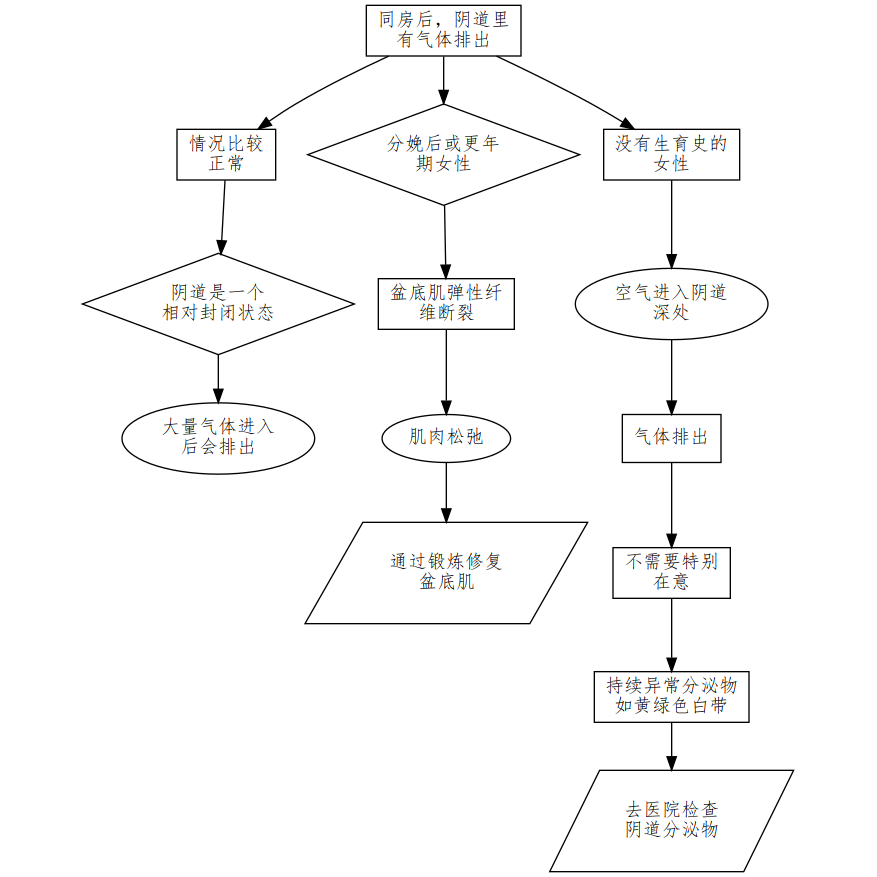 同房后，阴道里
有气体排出
情况比较
正常
分娩后或更年
期女性
没有生育史的
女性
阴道是一个
相对封闭状态
盆底肌弹性纤
维断裂
空气进入阴道
深处
大量气体进入
后会排出
肌肉松弛
气体排出
通过锻炼修复
盆底肌
不需要特别
在意
持续异常分泌物
如黄绿色白带
去医院检查
阴道分泌物